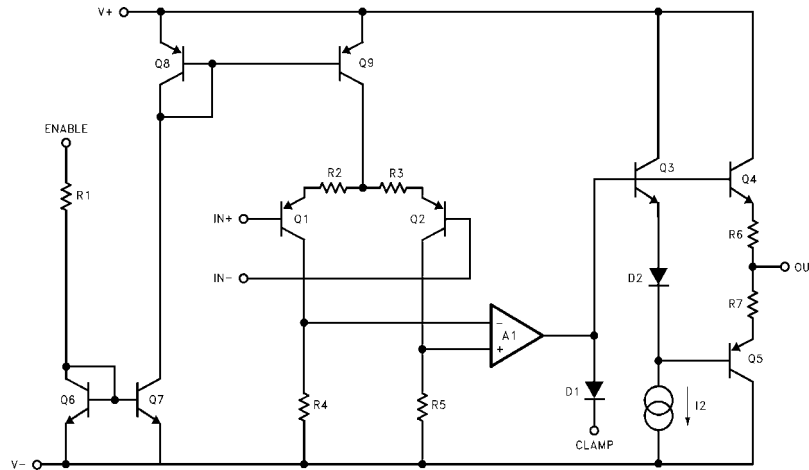 V+
Q8
Q9
ENABLE
R1
R2
R3
Q3
Q4
IN+
Q1
Q2
R6
IN-
D2
OU
R7
A1
-
+
Q5
Q6
Q7
R4
R5
D1
I2
CLAMP
V-